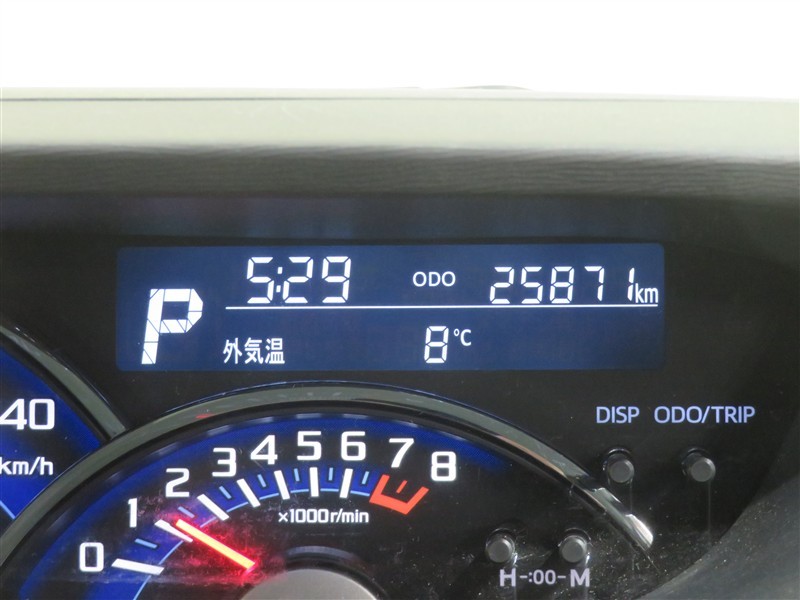 5:29 ODO 25871km
P
外気温 8℃
DISP ODO/TRIP
40
km/h
0 1 2 3 4 5 6 7 8
×1000r/min
H -:00- M